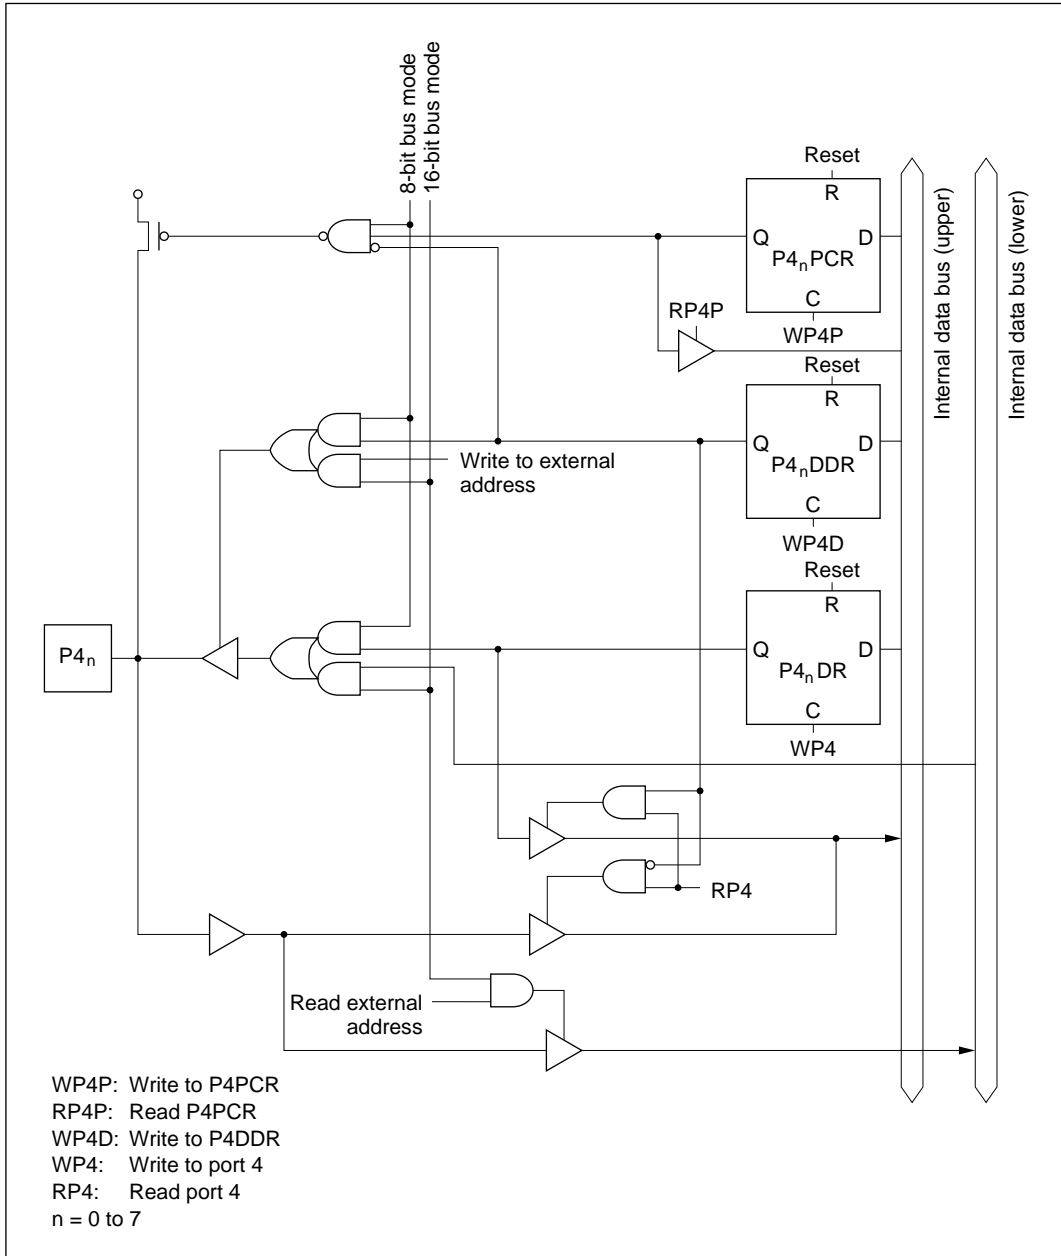 8-bit bus mode
16-bit bus mode
Reset
R
Q
D
P4nPCR
C
WP4P
RP4P
Internal data bus (upper)
Internal data bus (lower)
Reset
R
Q
D
P4nDDR
C
WP4D
Write to external
address
Reset
R
Q
D
P4nDR
C
WP4
P4n
RP4
Read external
address
WP4P: Write to P4PCR
RP4P: Read P4PCR
WP4D: Write to P4DDR
WP4: Write to port 4
RP4: Read port 4
n = 0 to 7